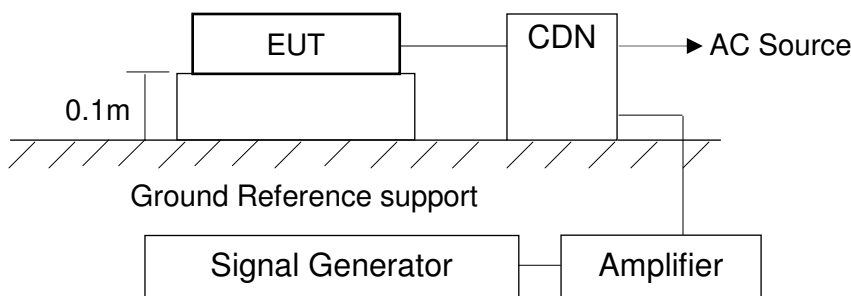 EUT
CDN
AC Source
0.1m
Ground Reference support
Signal Generator
Amplifier